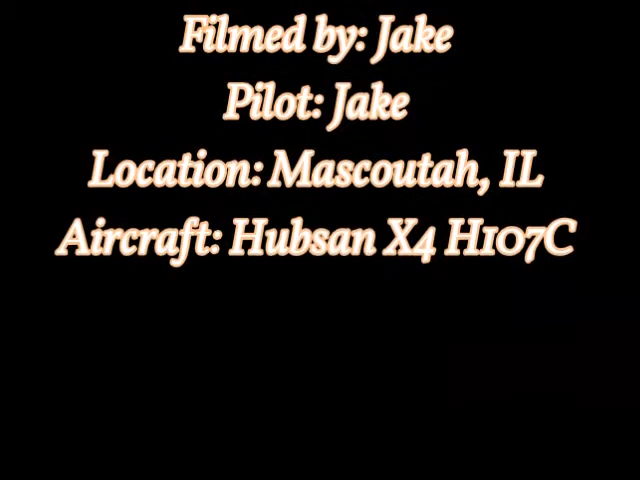 Filmed by: Jake
Pilot: Jake
Location: Mascoutah, IL
Aircraft: Hubsan X4 H107C